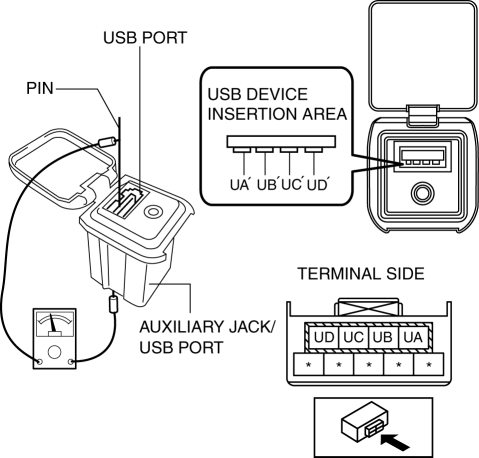 USB PORT
PIN
USB DEVICE
INSERTION AREA
UA´ UB´ UC´ UD´
AUXILIARY JACK/
USB PORT
TERMINAL SIDE
UD UC UB UA
* * * * *